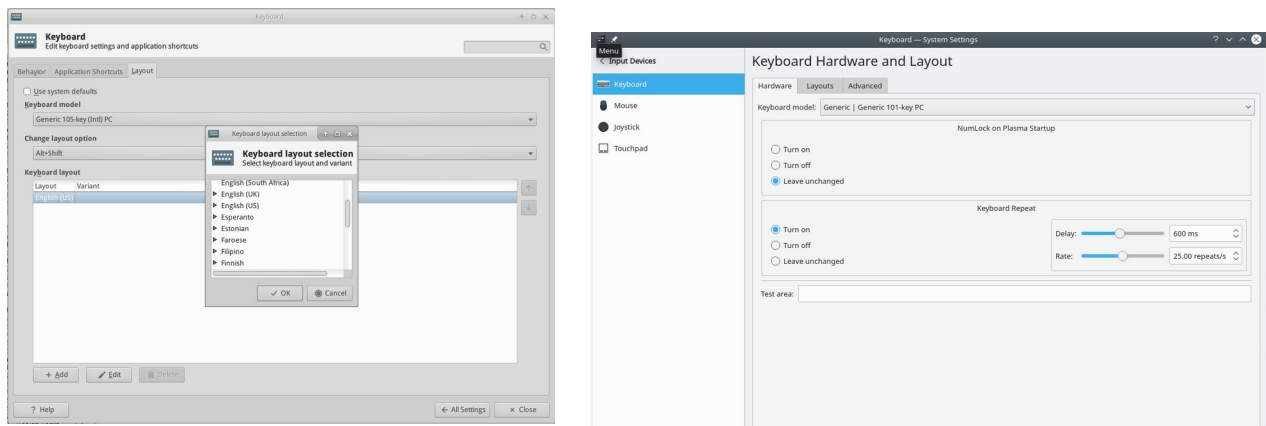 Keyboard
Keyboard
Edit keyboard settings and application shortcuts
Behavior Application Shortcuts Layout
Use system defaults
Keyboard model
Generic 105-key (Intl) PC
Change layout option
Alt+Shift
Keyboard layout
Layout Variant
English (US)
Keyboard layout selection
Keyboard layout selection
Select keyboard layout and variant
English (South Africa)
English (UK)
English (US)
Esperanto
Estonian
Faroese
Filipino
Finnish
OK Cancel
Add Edit Delete
? Help All Settings Close
Keyboard — System Settings
Menu
Input Devices
Keyboard
Mouse
Joystick
Touchpad
Keyboard Hardware and Layout
Hardware Layouts Advanced
Keyboard model: Generic | Generic 101-key PC
NumLock on Plasma Startup
Turn on
Turn off
Leave unchanged
Keyboard Repeat
Turn on
Turn off
Leave unchanged
Delay: 600 ms
Rate: 25.00 repeats/s
Test area: